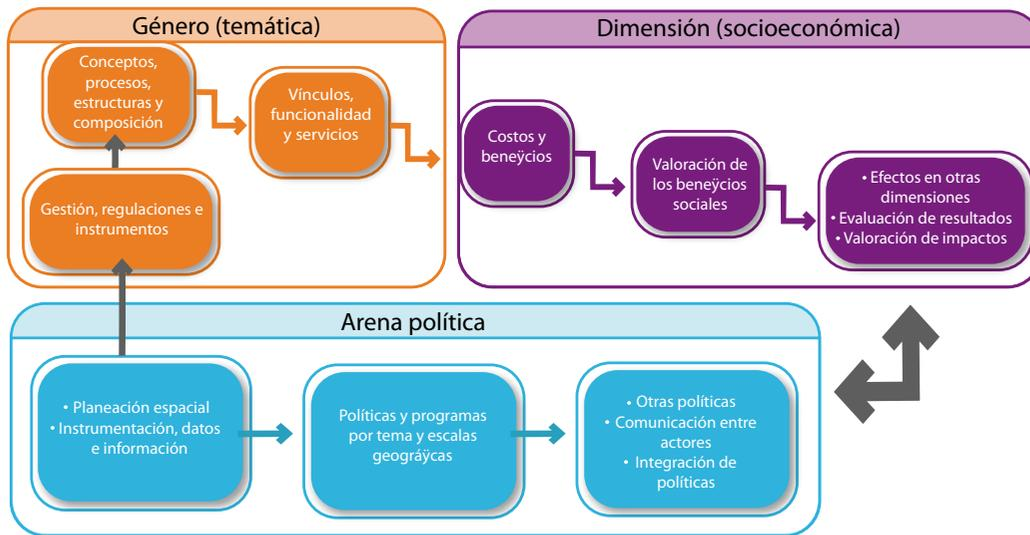 Género (temática)
Conceptos,
procesos,
estructuras y
composición
Vínculos,
funcionalidad
y servicios
Gestión, regulaciones e
instrumentos
Dimensión (socioeconómica)
Costos y
beneÿcios
Valoración de
los beneÿcios
sociales
• Efectos en otras
dimensiones
• Evaluación de resultados
• Valoración de impactos
Arena política
• Planeación espacial
• Instrumentación, datos
e información
Políticas y programas
por tema y escalas
geográÿcas
• Otras políticas
• Comunicación entre
actores
• Integración de
políticas